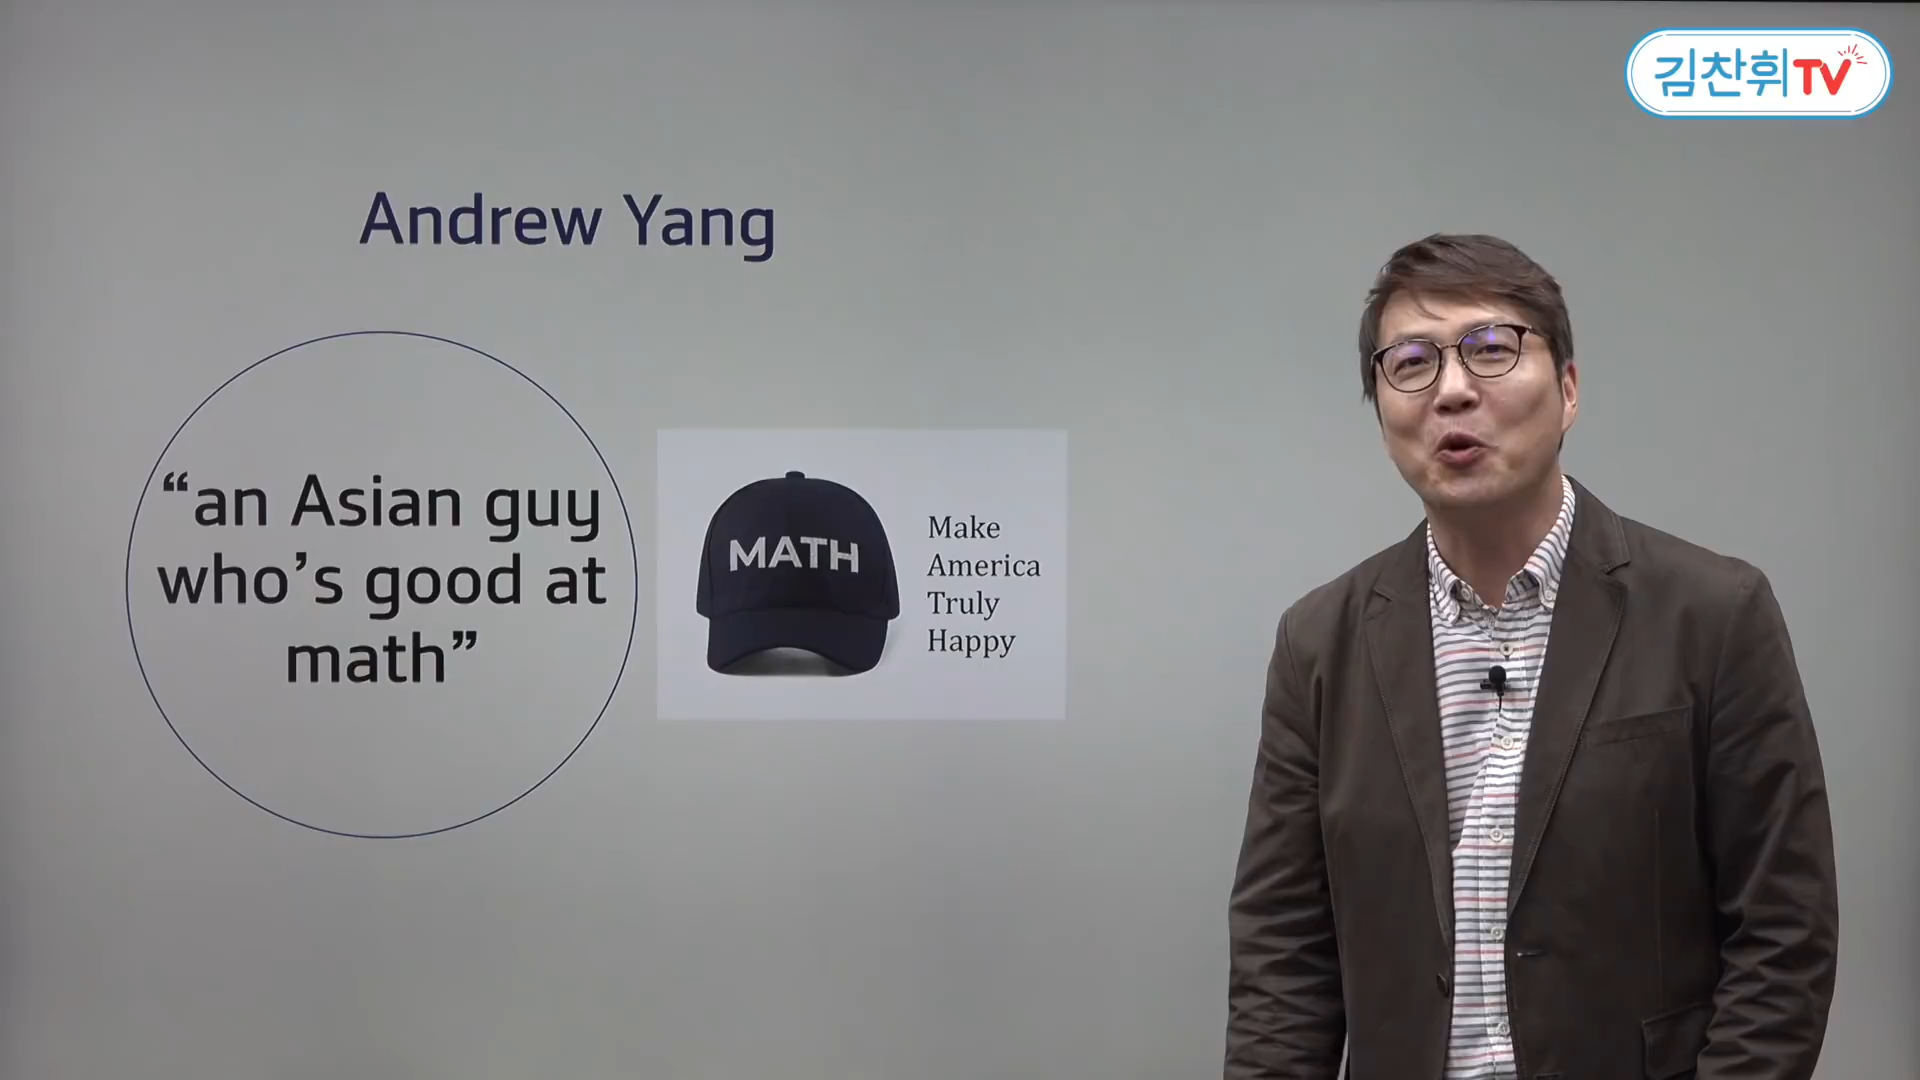 김찬휘TV
Andrew Yang
“an Asian guy
who’s good at
math”
MATH
Make
America
Truly
Happy